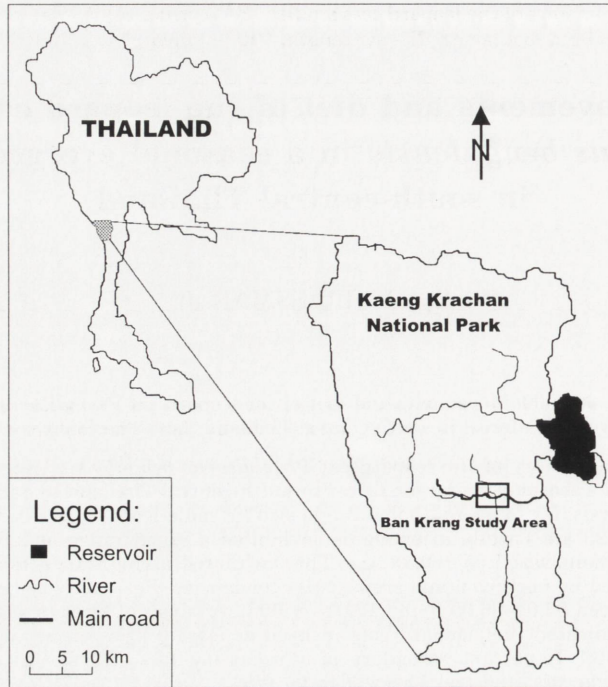 THAILAND
N
Kaeng Krachan
National Park
Ban Krang Study Area
Legend:
Reservoir
River
Main road
0 5 10 km